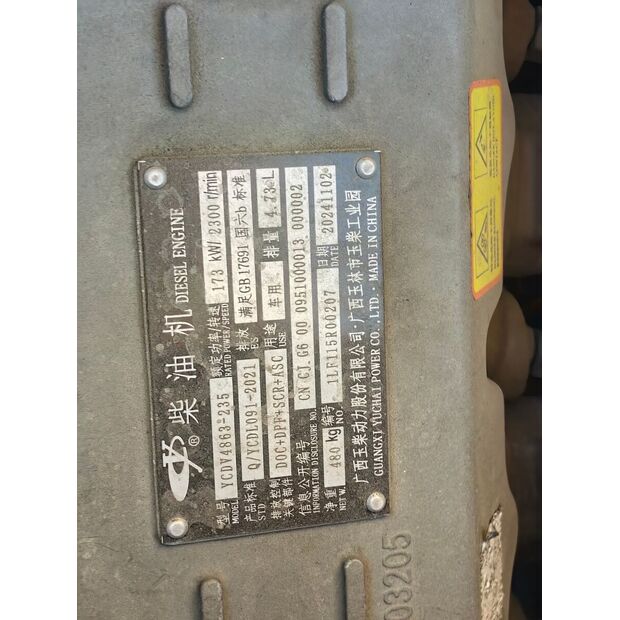 柴油机 DIESEL ENGINE
型号 MODEL YCDV4863-235 额定功率/转速 RATED POWER/SPEED 173 kW/ 2300 r/min
产品标准 STD Q/YCDL091-2021 排放 ES 满足GB17691 国六b 标准
排放控制关键部件 DOC+DPF+SCR+ASC 用途 USE 车用 排量 4.73 L
信息公开编号 INFORMATION DISCLOSURE NO. CN CJ G6 00 0951000013 000002
净重 NET W. 480 kg 编号 1LF115R00207 日期 DATE 20241102
广西玉柴动力股份有限公司·广西玉林市玉柴工业园
GUANGXI YUCHAI POWER CO., LTD. · MADE IN CHINA
03205